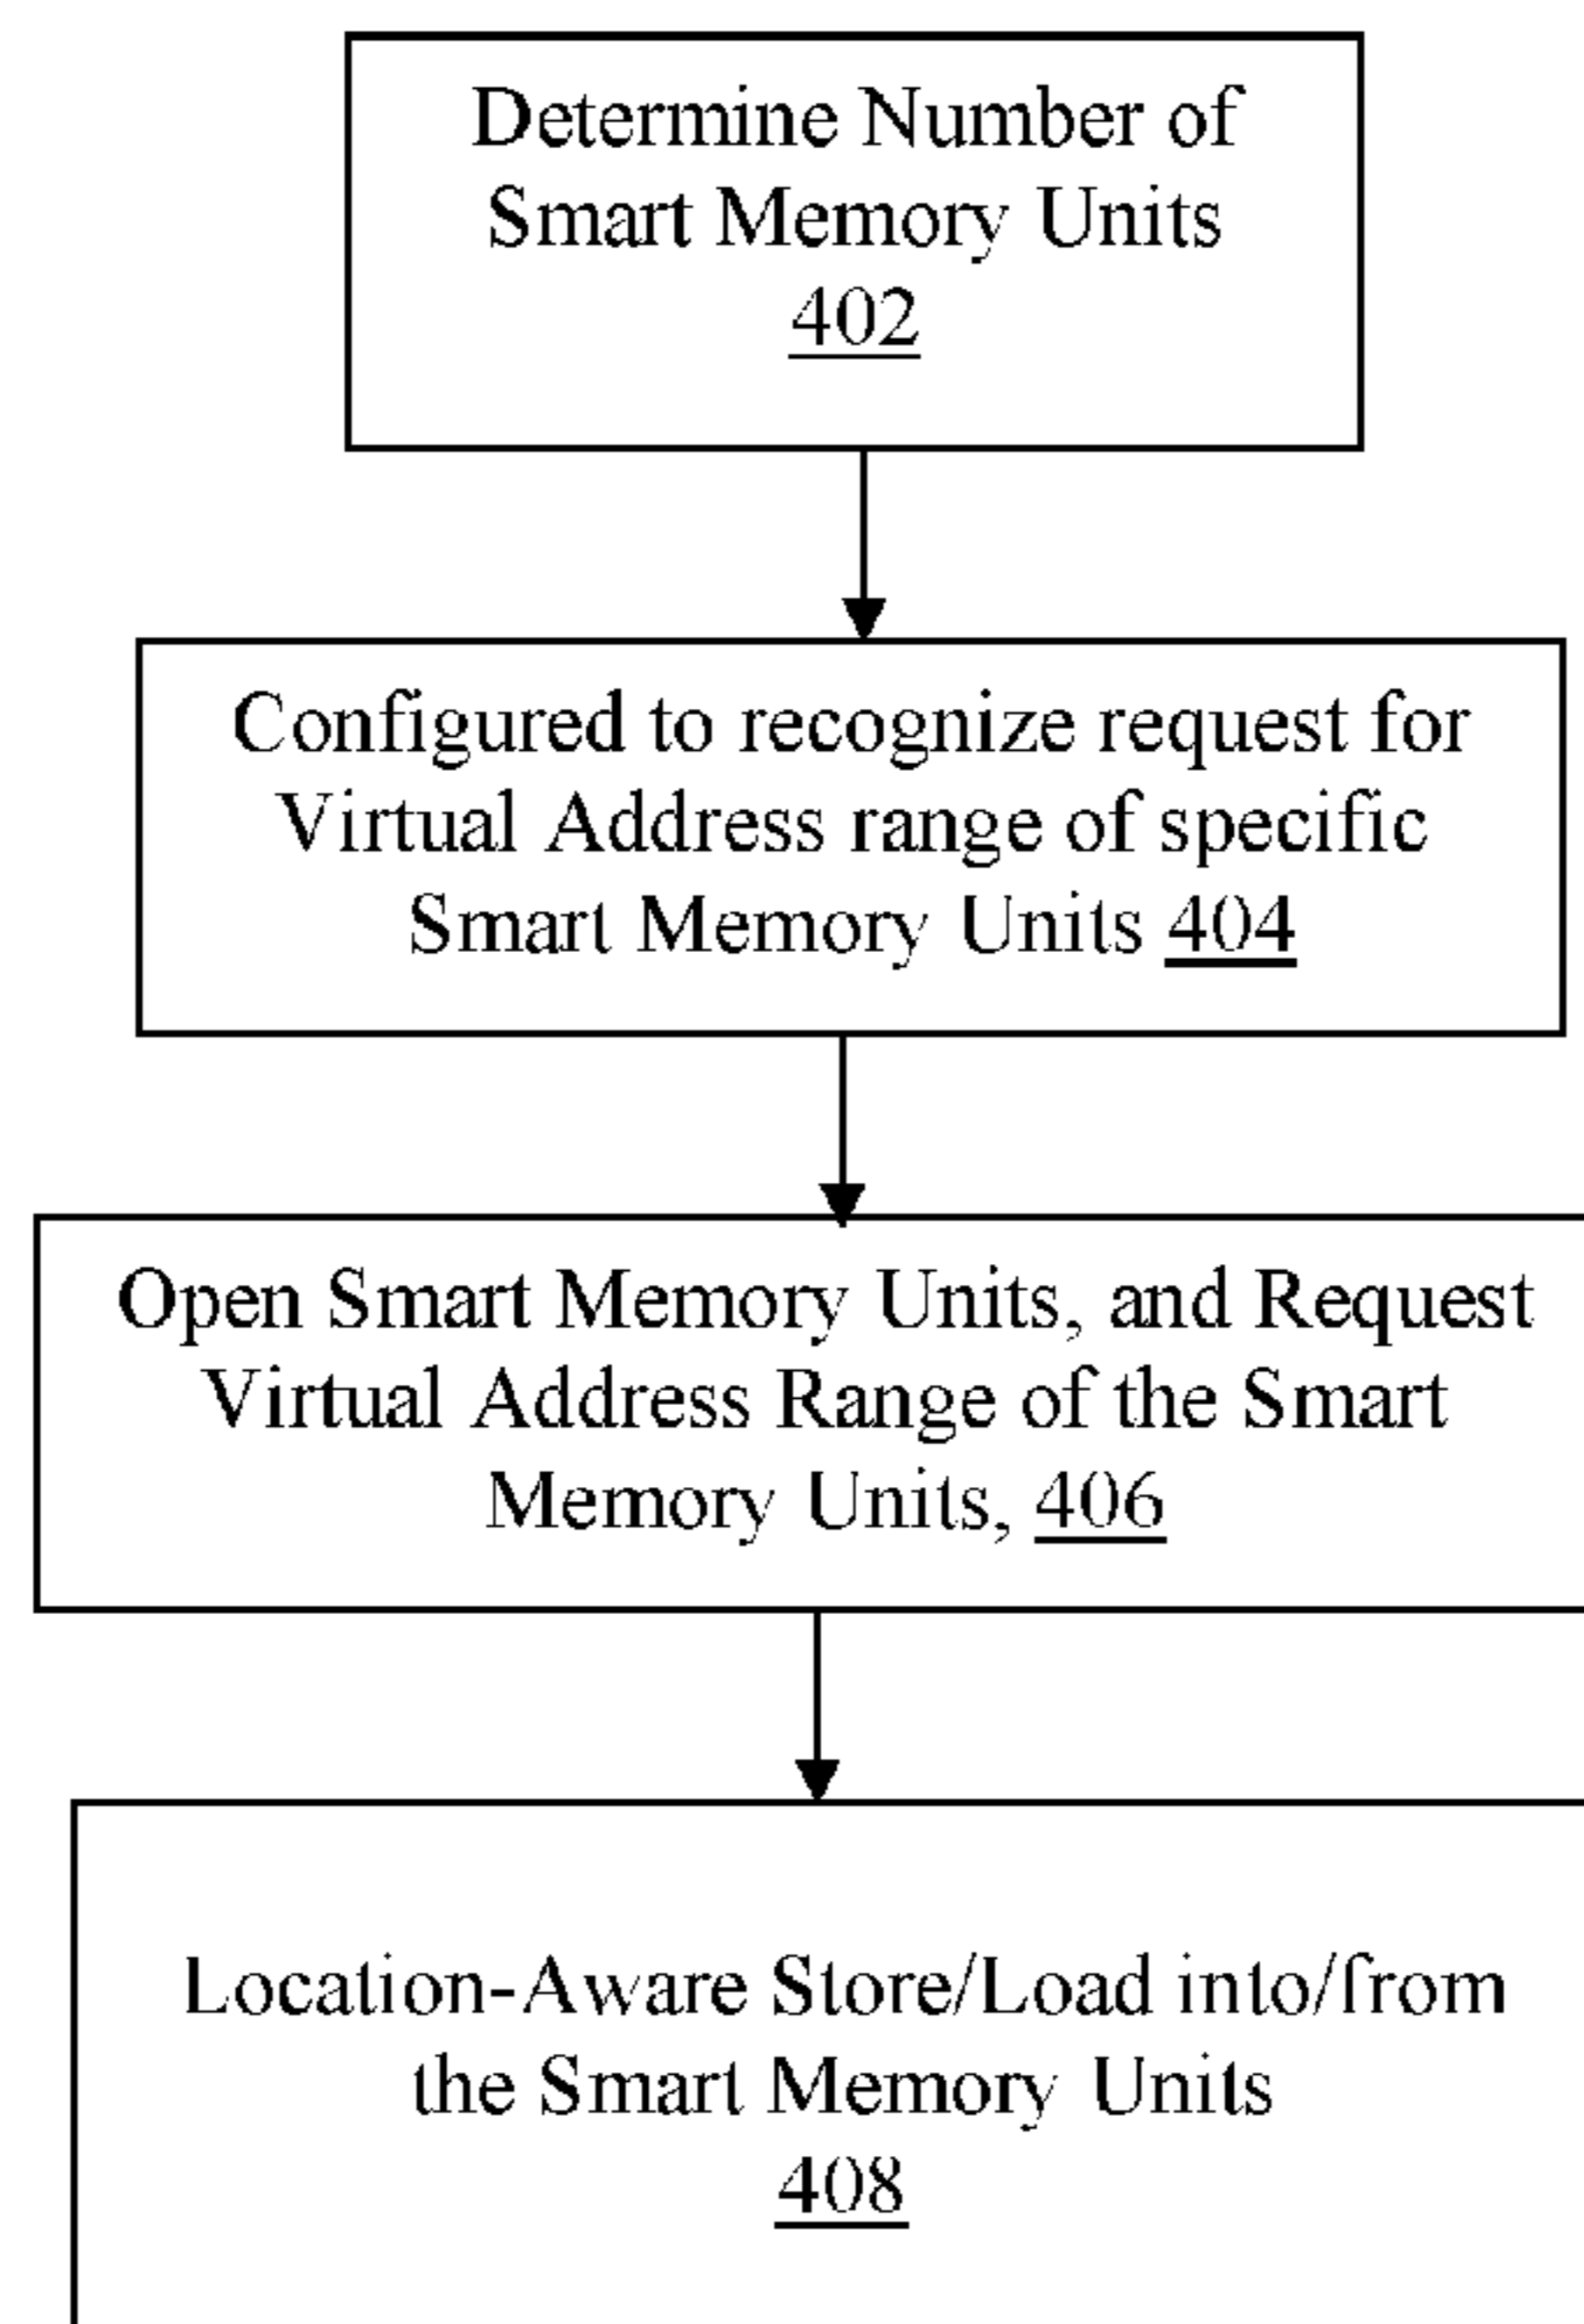 Determine Number of
Smart Memory Units
402
Configured to recognize request for
Virtual Address range of specific
Smart Memory Units 404
Open Smart Memory Units, and Request
Virtual Address Range of the Smart
Memory Units, 406
Location-Aware Store/Load into/from
the Smart Memory Units
408